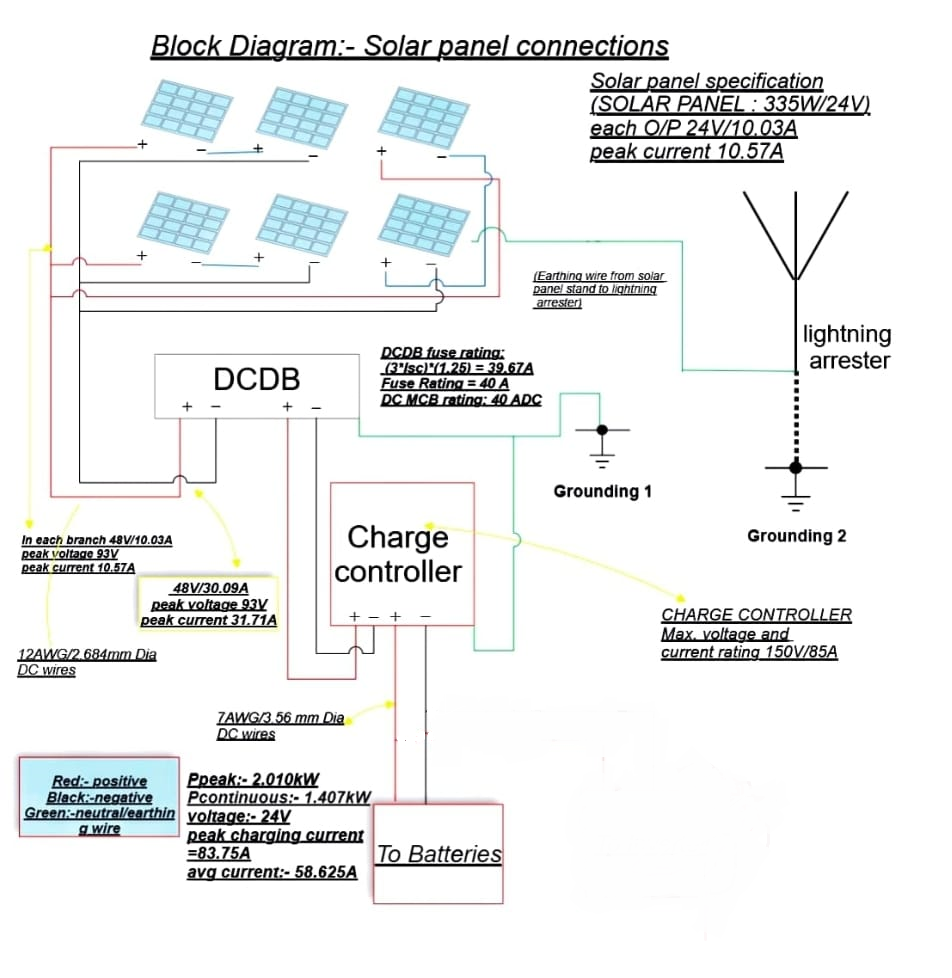 Block Diagram:- Solar panel connections
Solar panel specification
(SOLAR PANEL : 335W/24V)
each O/P 24V/10.03A
peak current 10.57A
+ − + −
+ −
+ − + −
+ −
(Earthing wire from solar
panel stand to lightning
arrester)
lightning
arrester
DCDB
+ − + −
DCDB fuse rating:
(3*Isc)*(1.25) = 39.67A
Fuse Rating = 40 A
DC MCB rating: 40 ADC
Grounding 1
Grounding 2
In each branch 48V/10.03A
peak voltage 93V
peak current 10.57A
48V/30.09A
peak voltage 93V
peak current 31.71A
Charge
controller
+ − + −
CHARGE CONTROLLER
Max. voltage and
current rating 150V/85A
12AWG/2.684mm Dia
DC wires
7AWG/3.56 mm Dia
DC wires
Red:- positive
Black:-negative
Green:-neutral/earthin
g wire
Ppeak:- 2.010kW
Pcontinuous:- 1.407kW
voltage:- 24V
peak charging current
=83.75A
avg current:- 58.625A
To Batteries